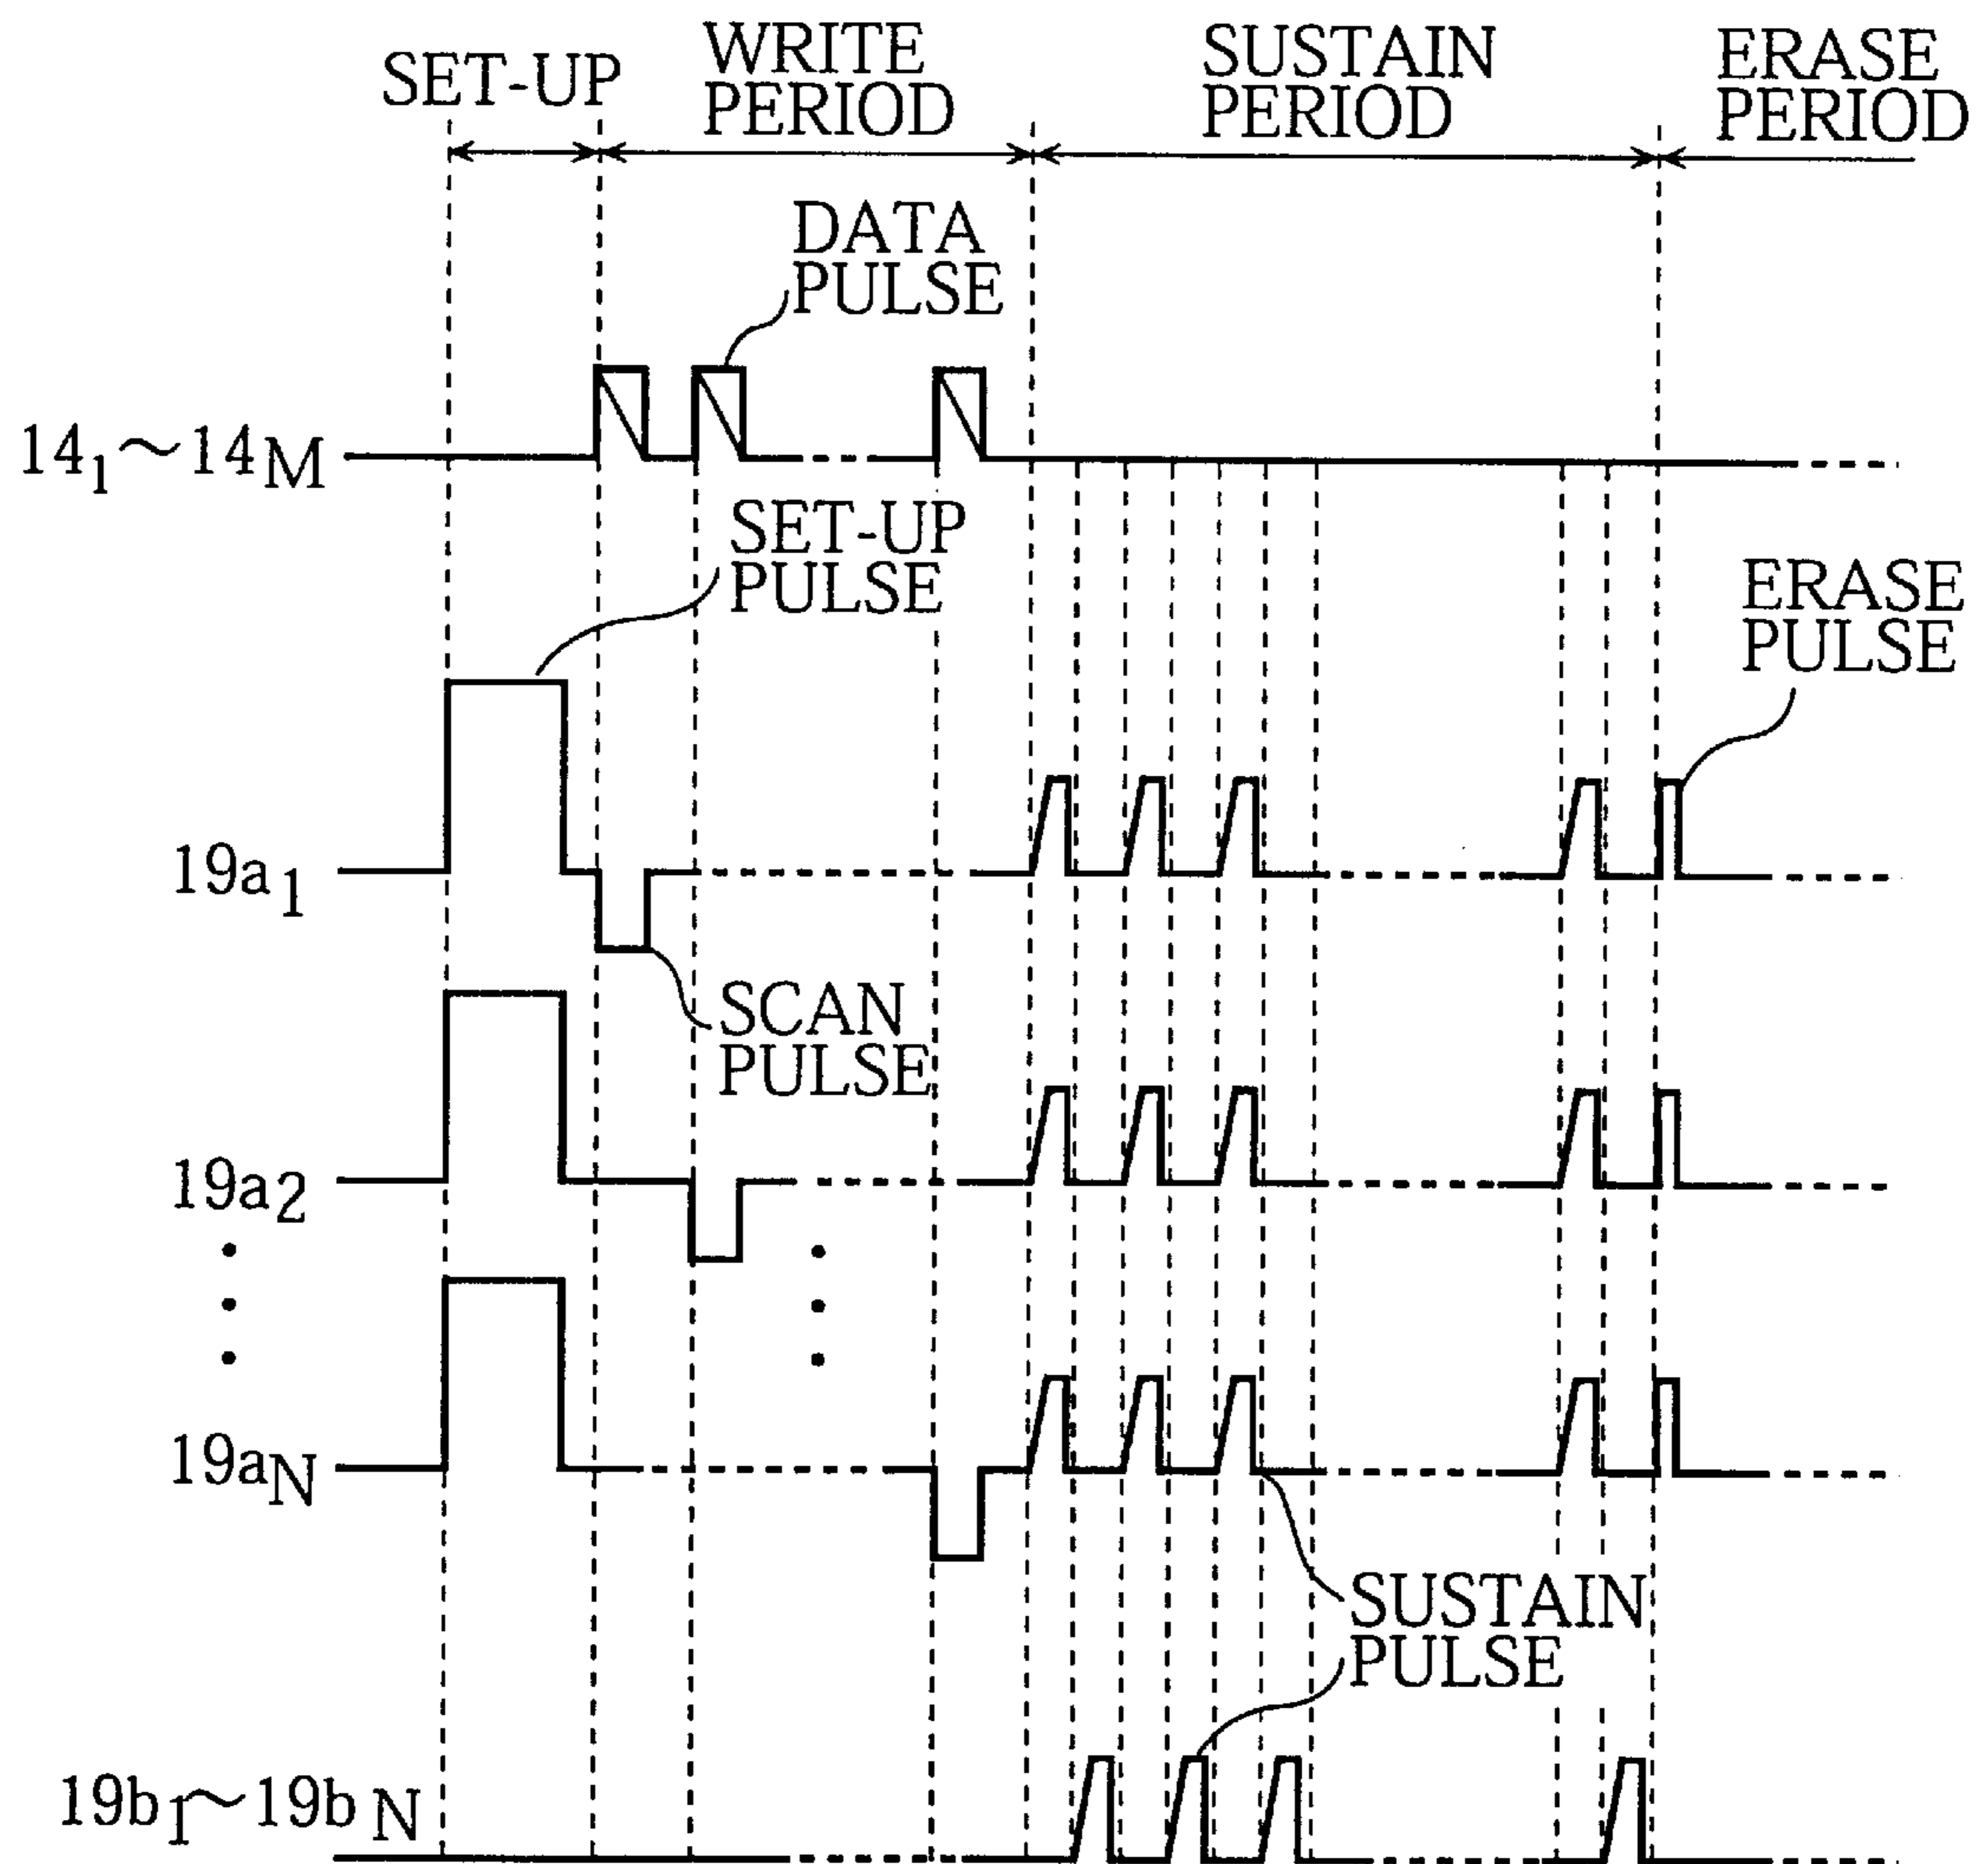 SET-UP
WRITE
PERIOD
SUSTAIN
PERIOD
ERASE
PERIOD
DATA
PULSE
14₁~14M
SET-UP
PULSE
ERASE
PULSE
19a₁
SCAN
PULSE
19a₂
19aN
SUSTAIN
PULSE
19b₁~19bN